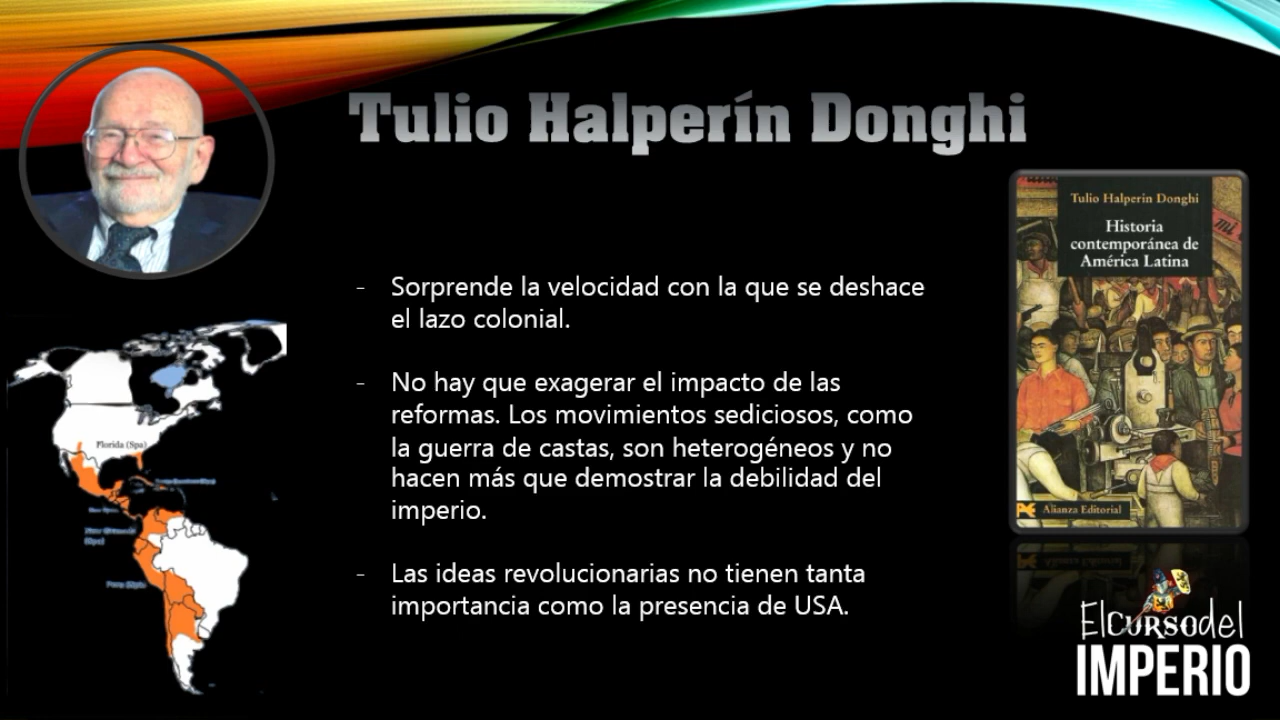 Tulio Halperín Donghi
Tulio Halperin Donghi
Historia
contemporánea de
América Latina
Alianza Editorial
- Sorprende la velocidad con la que se deshace
el lazo colonial.
- No hay que exagerar el impacto de las
reformas. Los movimientos sediciosos, como
la guerra de castas, son heterogéneos y no
hacen más que demostrar la debilidad del
imperio.
- Las ideas revolucionarias no tienen tanta
importancia como la presencia de USA.
Florida (Spa)
mi
ElCURSOdel
IMPERIO